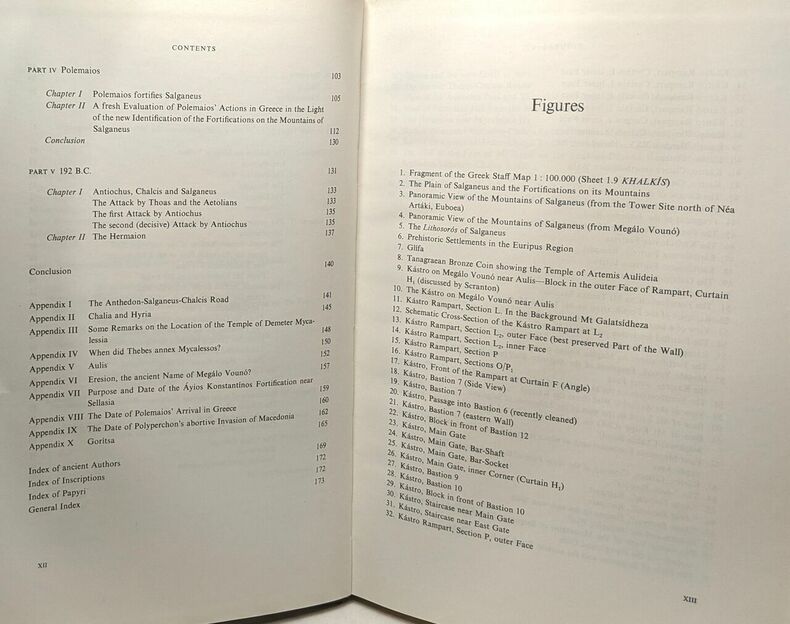 CONTENTS
PART IV Polemaios 103
Chapter I Polemaios fortifies Salganeus 105
Chapter II A fresh Evaluation of Polemaios' Actions in Greece in the Light
of the new Identification of the Fortifications on the Mountains of
Salganeus 112
Conclusion 130
PART V 192 B.C. 131
Chapter I Antiochus, Chalcis and Salganeus 133
The Attack by Thoas and the Aetolians 133
The first Attack by Antiochus 135
The second (decisive) Attack by Antiochus 135
Chapter II The Hermaion 137
Conclusion 140
Appendix I The Anthedon-Salganeus-Chalcis Road 141
Appendix II Chalia and Hyria 145
Appendix III Some Remarks on the Location of the Temple of Demeter Myca-
lessia 148
Appendix IV When did Thebes annex Mycalessos? 150
Appendix V Aulis 152
Appendix VI Eresion, the ancient Name of Megálo Vounó? 157
Appendix VII Purpose and Date of the Áyios Konstantínos Fortification near
Sellasia 159
Appendix VIII The Date of Polemaios' Arrival in Greece 160
Appendix IX The Date of Polyperchon's abortive Invasion of Macedonia 162
Appendix X Goritsa 165
Index of ancient Authors 169
Index of Inscriptions 172
Index of Papyri 172
General Index 173
XII
Figures
1. Fragment of the Greek Staff Map 1 : 100.000 (Sheet 1.9 KHALKÍS)
2. The Plain of Salganeus and the Fortifications on its Mountains
3. Panoramic View of the Mountains of Salganeus (from the Tower Site north of Néa
Artáki, Euboea)
4. Panoramic View of the Mountains of Salganeus (from Megálo Vounó)
5. The Lithosorós of Salganeus
6. Prehistoric Settlements in the Euripus Region
7. Glífa
8. Tanagraean Bronze Coin showing the Temple of Artemis Aulideia
9. Kástro on Megálo Vounó near Aulis—Block in the outer Face of Rampart, Curtain
H₁ (discussed by Scranton)
10. The Kástro on Megálo Vounó near Aulis
11. Kástro Rampart, Section L. In the Background Mt Galatsídheza
12. Schematic Cross-Section of the Kástro Rampart at L₂
13. Kástro Rampart, Section L₂, outer Face (best preserved Part of the Wall)
14. Kástro Rampart, Section L₂, inner Face
15. Kástro Rampart, Section P
16. Kástro Rampart, Sections O/P₁
17. Kástro, Front of the Rampart at Curtain F (Angle)
18. Kástro, Bastion 7 (Side View)
19. Kástro, Bastion 7
20. Kástro, Passage into Bastion 6 (recently cleaned)
21. Kástro, Bastion 7 (eastern Wall)
22. Kástro, Block in front of Bastion 12
23. Kástro, Main Gate
24. Kástro, Main Gate, Bar-Shaft
25. Kástro, Main Gate, Bar-Socket
26. Kástro, Main Gate, inner Corner (Curtain H₁)
27. Kástro, Bastion 9
28. Kástro, Bastion 10
29. Kástro, Block in front of Bastion 10
30. Kástro, Staircase near Main Gate
31. Kástro, Staircase near East Gate
32. Kástro Rampart, Section P, outer Face
XIII